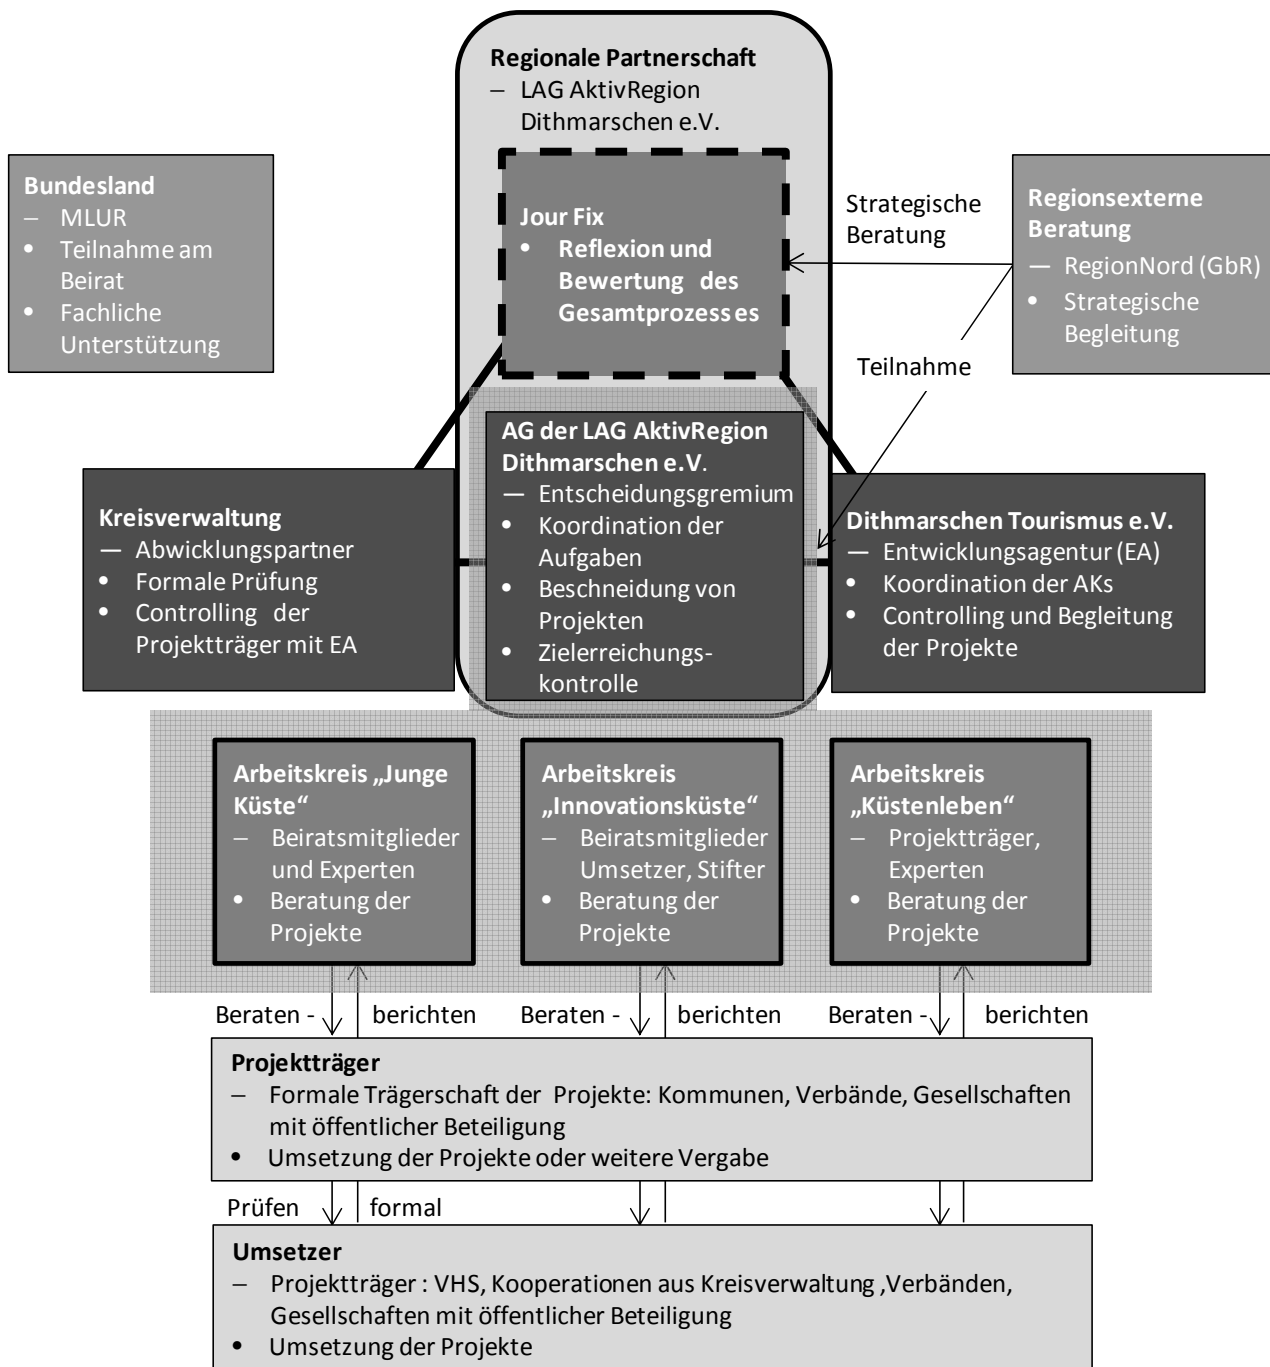 Regionale Partnerschaft
– LAG AktivRegion
Dithmarschen e.V.
Bundesland
– MLUR
• Teilnahme am
Beirat
• Fachliche
Unterstützung
Jour Fix
• Reflexion und
Bewertung des
Gesamtprozesses
Strategische
Beratung
Regionsexterne
Beratung
— RegionNord (GbR)
• Strategische
Begleitung
Teilnahme
Kreisverwaltung
— Abwicklungspartner
• Formale Prüfung
• Controlling der
Projektträger mit EA
AG der LAG AktivRegion
Dithmarschen e.V.
— Entscheidungsgremium
• Koordination der
Aufgaben
• Beschneidung von
Projekten
• Zielerreichungs-
kontrolle
Dithmarschen Tourismus e.V.
— Entwicklungsagentur (EA)
• Koordination der AKs
• Controlling und Begleitung
der Projekte
Arbeitskreis „Junge
Küste“
– Beiratsmitglieder
und Experten
• Beratung der
Projekte
Arbeitskreis
„Innovationsküste“
– Beiratsmitglieder
Umsetzer, Stifter
• Beratung der
Projekte
Arbeitskreis
„Küstenleben“
– Projektträger,
Experten
• Beratung der
Projekte
Beraten - berichten
Beraten - berichten
Beraten - berichten
Projektträger
– Formale Trägerschaft der Projekte: Kommunen, Verbände, Gesellschaften
mit öffentlicher Beteiligung
• Umsetzung der Projekte oder weitere Vergabe
Prüfen formal
Umsetzer
– Projektträger : VHS, Kooperationen aus Kreisverwaltung ,Verbänden,
Gesellschaften mit öffentlicher Beteiligung
• Umsetzung der Projekte